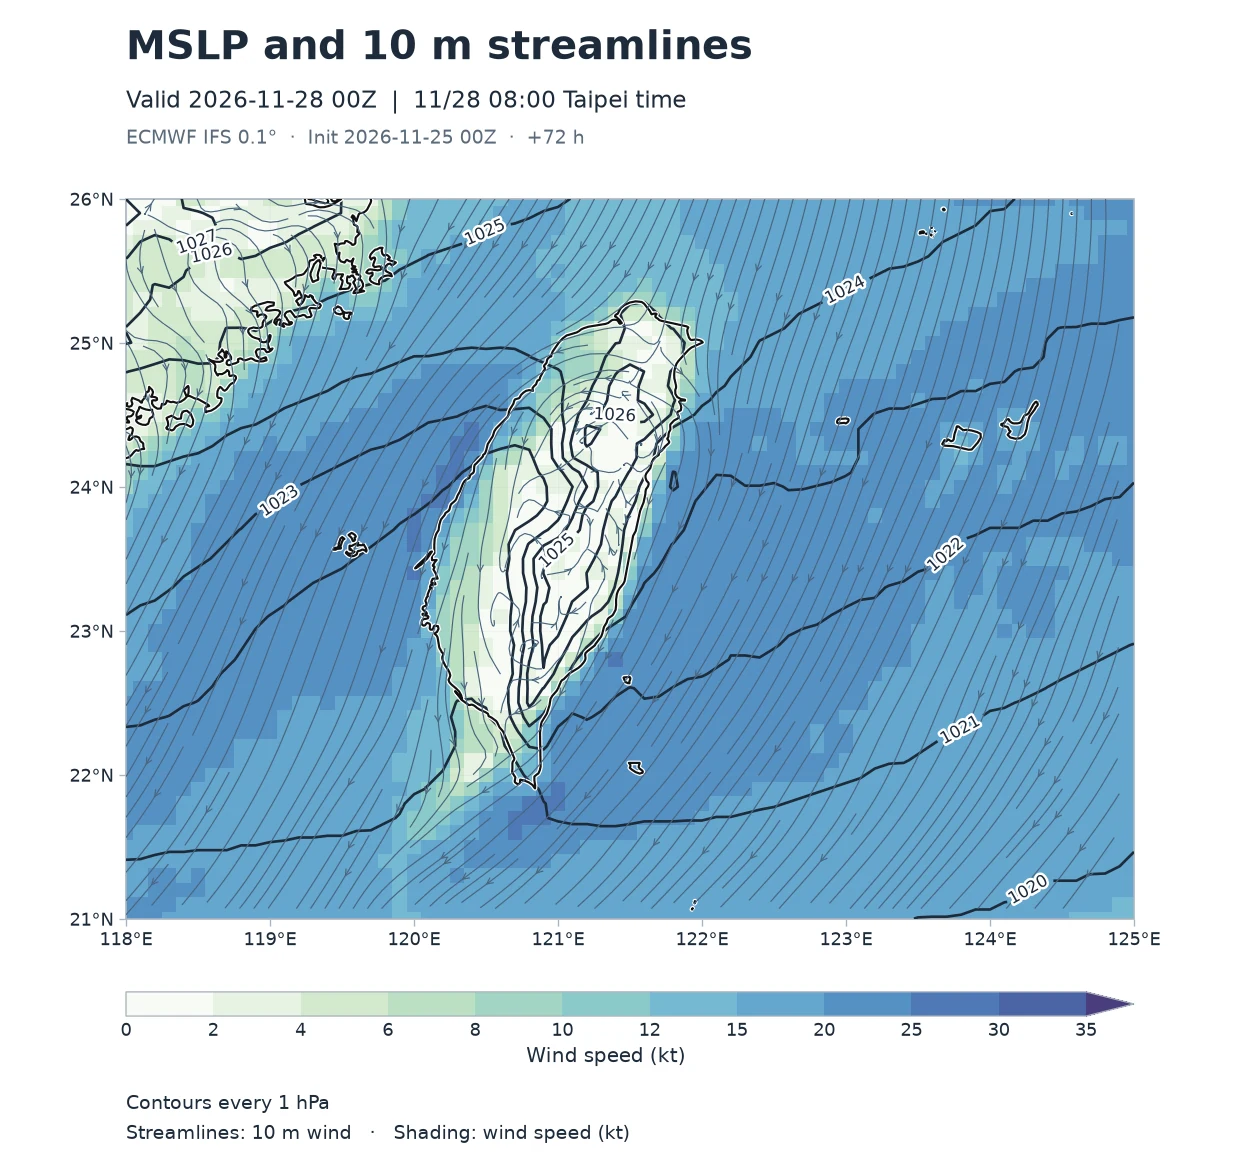 MSLP and 10 m streamlines
Valid 2026-11-28 00Z | 11/28 08:00 Taipei time
ECMWF IFS 0.1° · Init 2026-11-25 00Z · +72 h
26°N
25°N
24°N
23°N
22°N
21°N
1027
1026
1025
1024
1026
1023
1025
1022
1021
1020
118°E 119°E 120°E 121°E 122°E 123°E 124°E 125°E
0 2 4 6 8 10 12 15 20 25 30 35
Wind speed (kt)
Contours every 1 hPa
Streamlines: 10 m wind · Shading: wind speed (kt)